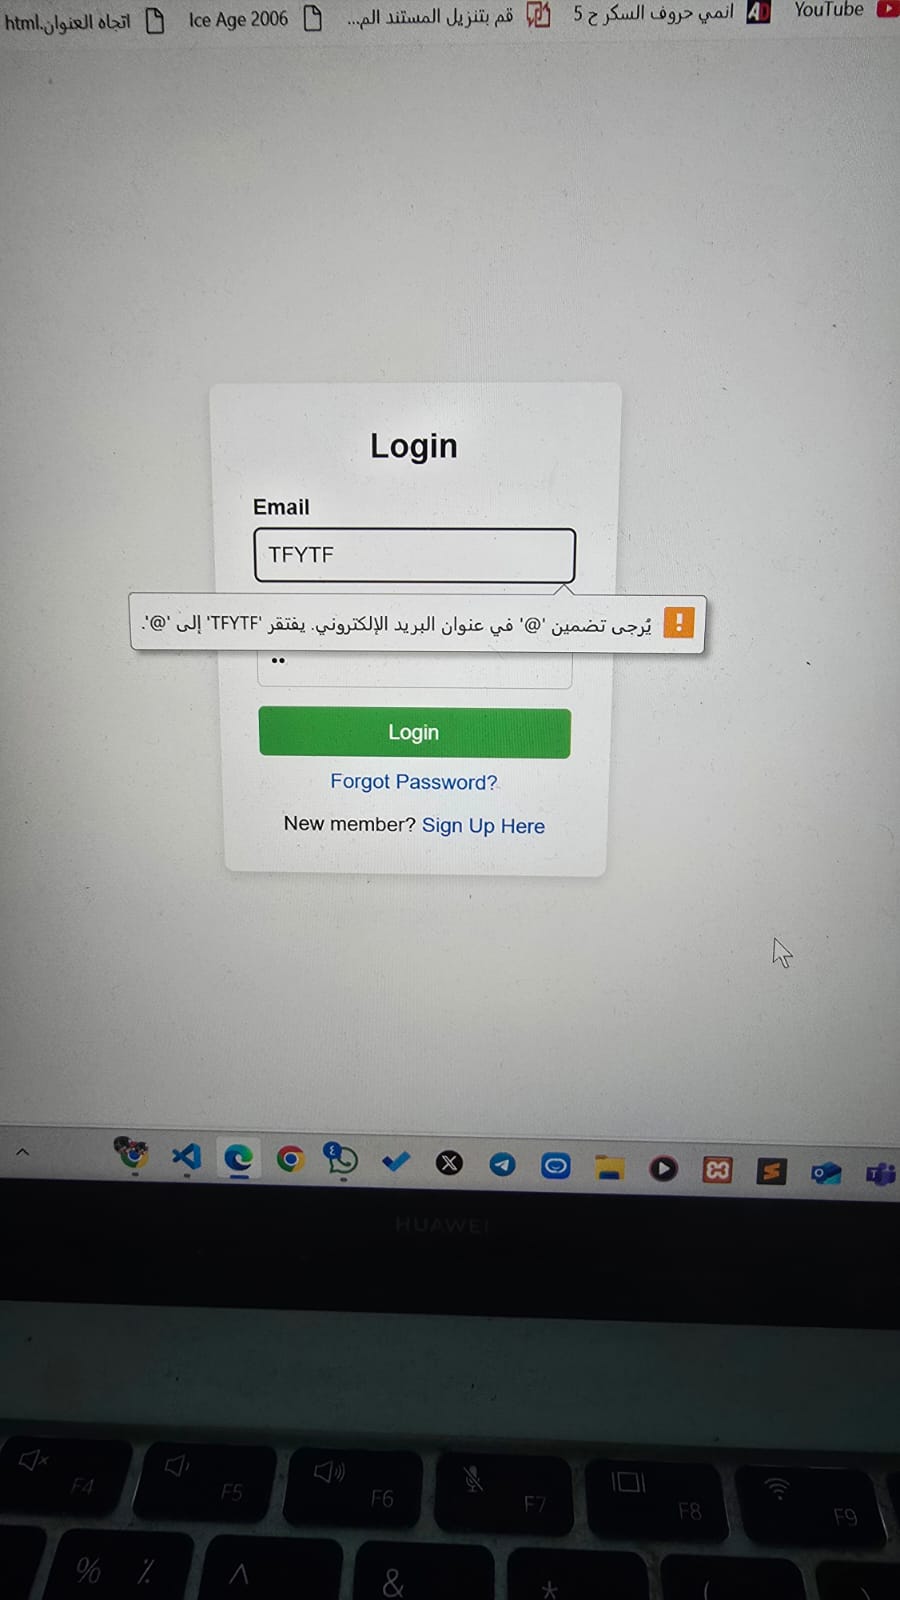 YouTube
انمي حروف السكر ح 5
قم بتنزيل المستند الم...
Ice Age 2006
اتجاه العنوان.html
Login
Email
TFYTF
يُرجى تضمين '@' في عنوان البريد الإلكتروني. يفتقر 'TFYTF' إلى '@'.
Login
Forgot Password?
New member? Sign Up Here
HUAWEI
F4 F5 F6 F7 F8 F9
% ٪ ^ & *